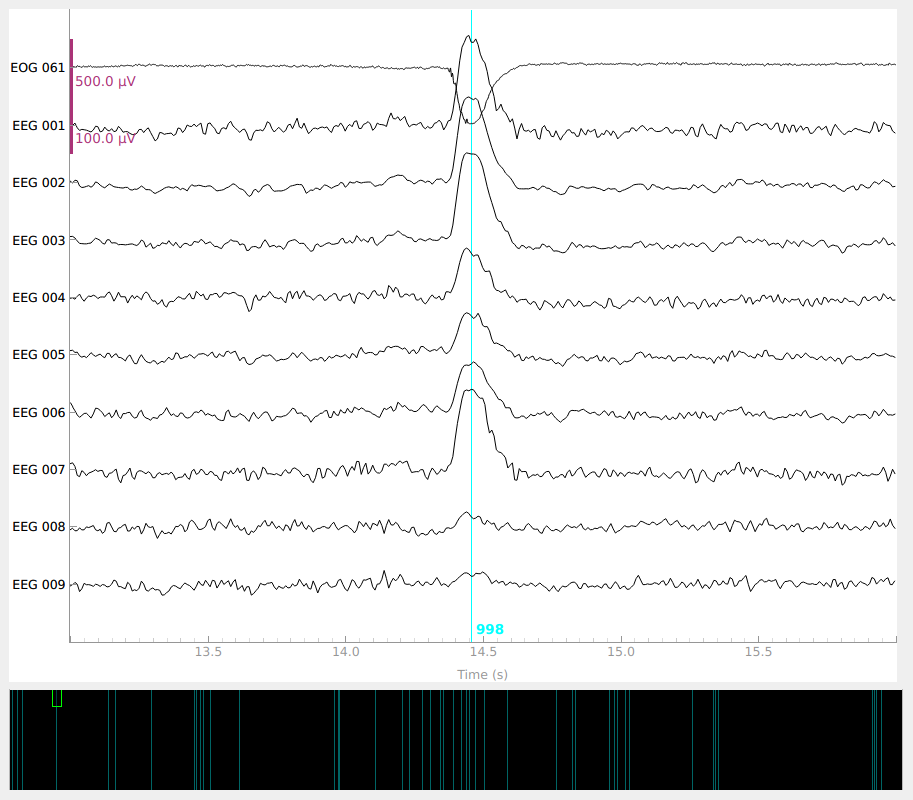 EOG 061
500.0 µV
EEG 001
100.0 µV
EEG 002
EEG 003
EEG 004
EEG 005
EEG 006
EEG 007
EEG 008
EEG 009
998
13.5 14.0 14.5 15.0 15.5
Time (s)